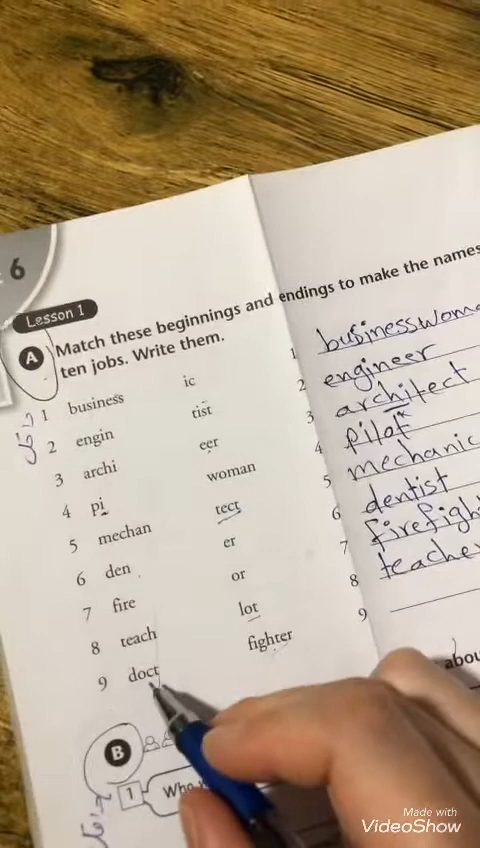 6
Lesson 1
A Match these beginnings and endings to make the names
ten jobs. Write them.
1 business ic
2 engin tist
3 archi eer
4 pi woman
5 mechan tect
6 den er
7 fire or
8 teach lot
9 doct fighter
1 businesswoma
2 engineer
3 architect
4 pilot
5 mechanic
6 dentist
7 firefigh
8 teache
9
abou
B
1 Who
Made with
VideoShow